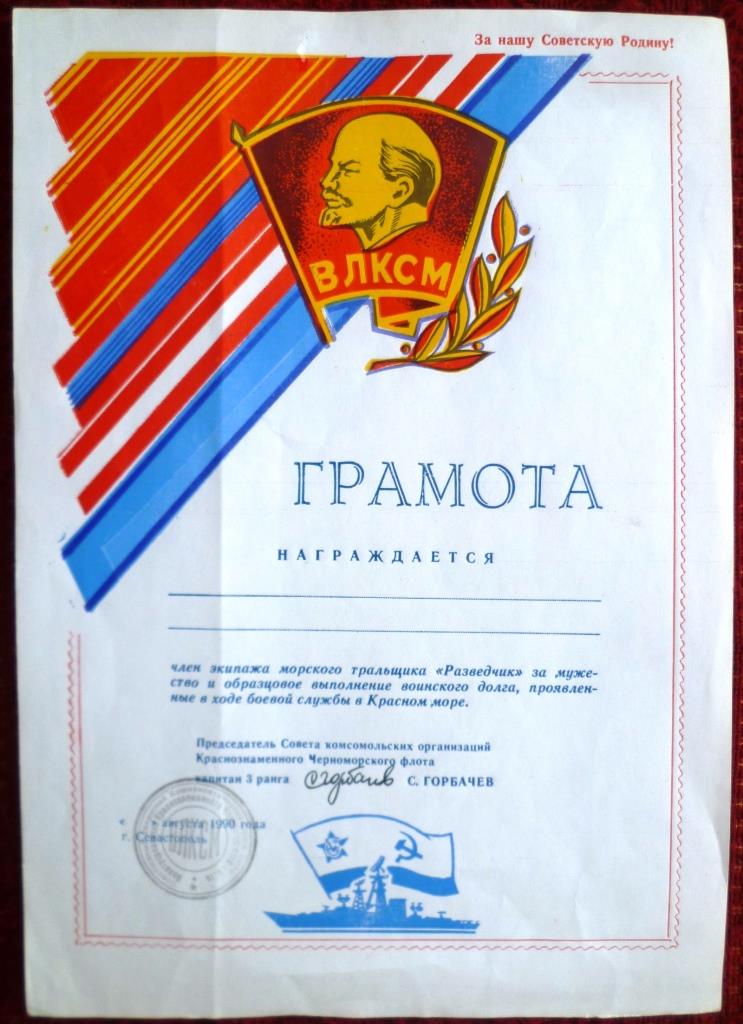 За нашу Советскую Родину!
ВЛКСМ
ГРАМОТА
НАГРАЖДАЕТСЯ
член экипажа морского тральщика «Разведчик» за муже-
ство и образцовое выполнение воинского долга, проявлен-
ные в ходе боевой службы в Красном море.
Председатель Совета комсомольских организаций
Краснознаменного Черноморского флота
капитан 3 ранга С. ГОРБАЧЕВ
« » августа 1990 года
г. Севастополь
ВЛКСМ